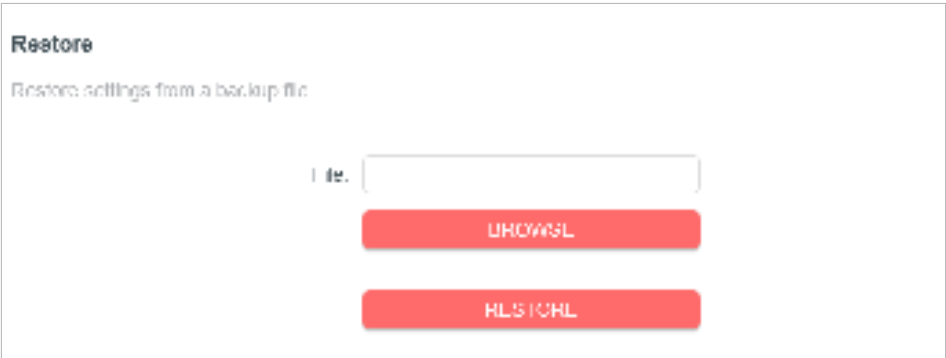 Restore
Restore settings from a backup file
File:
BROWSE
RESTORE